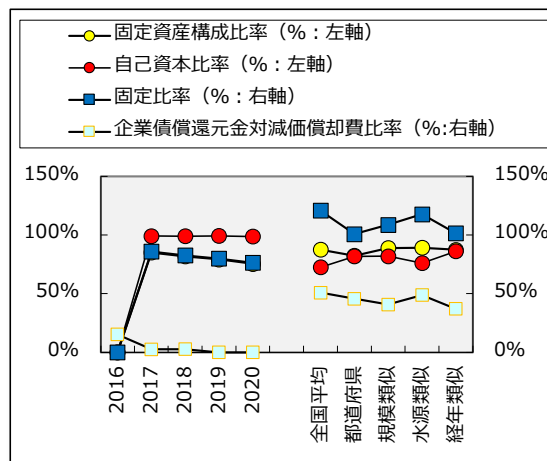 固定資産構成比率（%：左軸）
自己資本比率（%：左軸）
固定比率（%：右軸）
企業債償還元金対減価償却費比率（%:右軸）
150%
100%
50%
0%
150%
100%
50%
0%
2016
2017
2018
2019
2020
全国平均
都道府県
規模類似
水源類似
経年類似